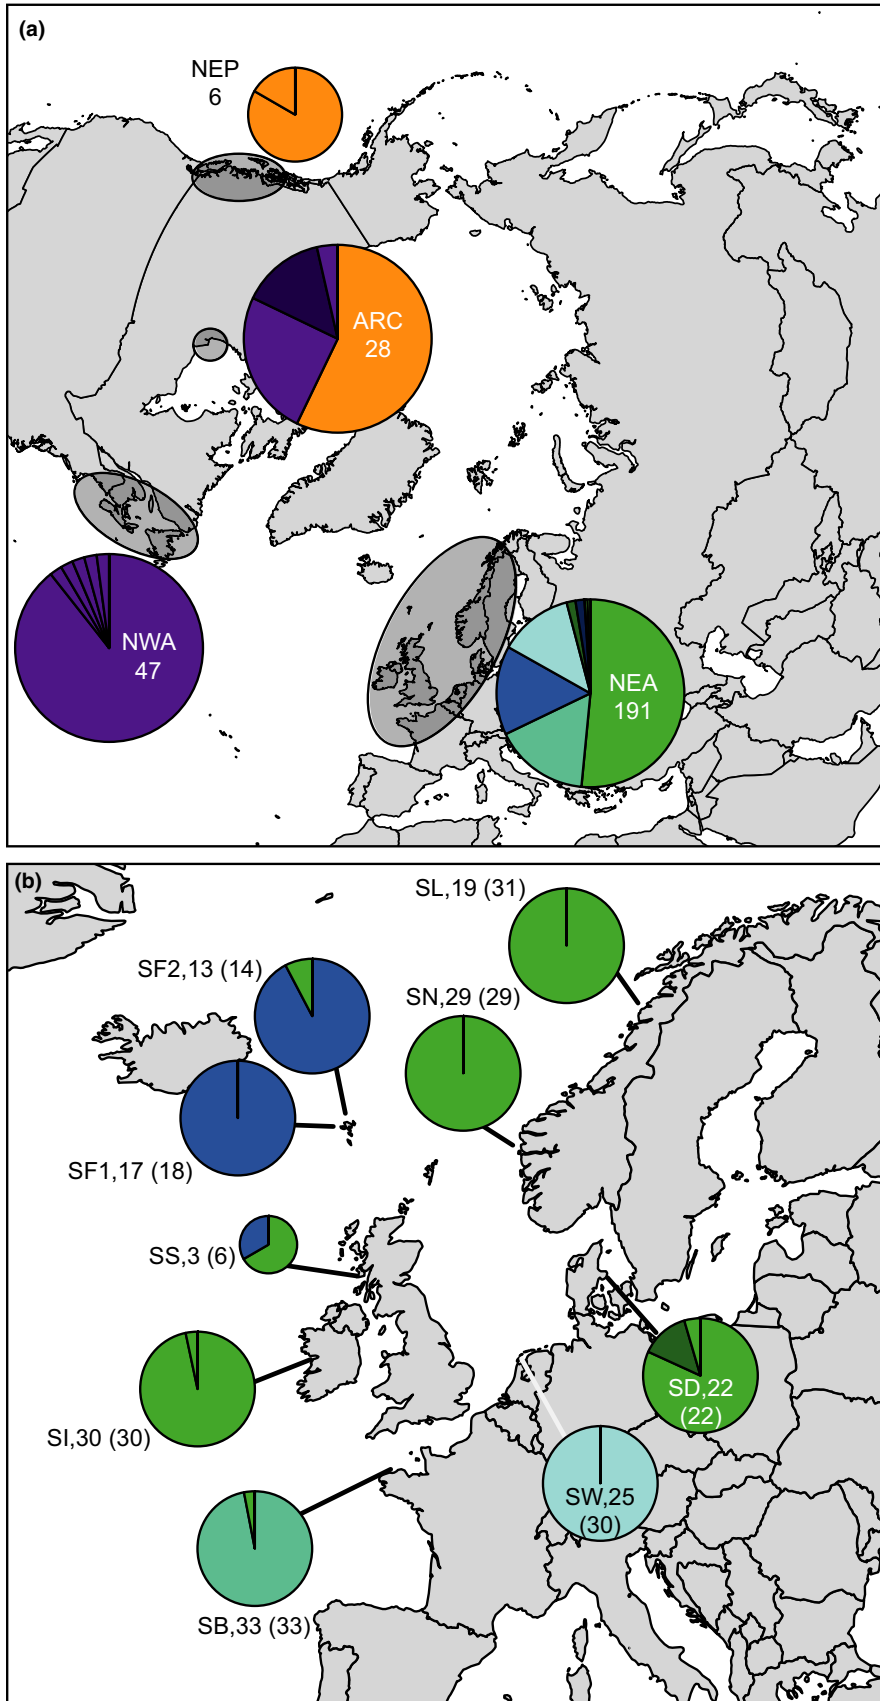 (a)
NEP
6
ARC
28
NWA
47
NEA
191
(b)
SL,19 (31)
SF2,13 (14)
SN,29 (29)
SF1,17 (18)
SS,3 (6)
SI,30 (30)
SD,22
(22)
SW,25
(30)
SB,33 (33)